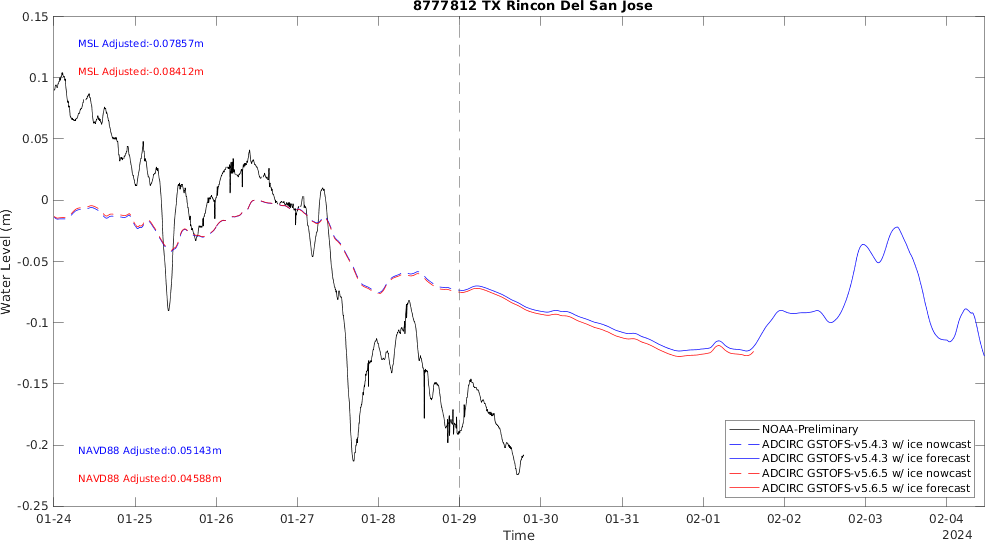 8777812 TX Rincon Del San Jose
0.15
0.1
0.05
0
-0.05
-0.1
-0.15
-0.2
-0.25
Water Level (m)
MSL Adjusted:-0.07857m
MSL Adjusted:-0.08412m
NAVD88 Adjusted:0.05143m
NAVD88 Adjusted:0.04588m
NOAA-Preliminary
ADCIRC GSTOFS-v5.4.3 w/ ice nowcast
ADCIRC GSTOFS-v5.4.3 w/ ice forecast
ADCIRC GSTOFS-v5.6.5 w/ ice nowcast
ADCIRC GSTOFS-v5.6.5 w/ ice forecast
01-24 01-25 01-26 01-27 01-28 01-29 01-30 01-31 02-01 02-02 02-03 02-04
Time
2024